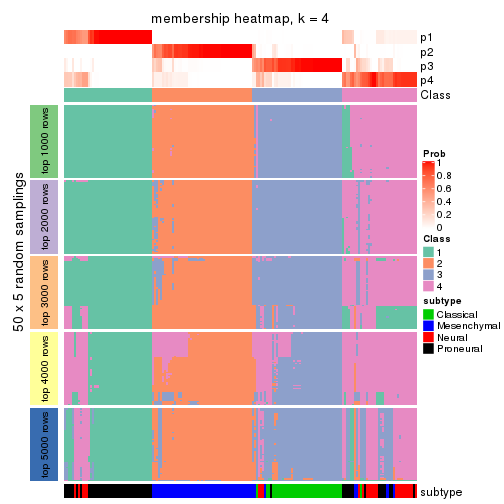 membership heatmap, k = 4
p1
p2
p3
p4
Class
50 x 5 random samplings
top 1000 rows
top 2000 rows
top 3000 rows
top 4000 rows
top 5000 rows
subtype
Prob
1
0.8
0.6
0.4
0.2
0
Class
1
2
3
4
subtype
Classical
Mesenchymal
Neural
Proneural